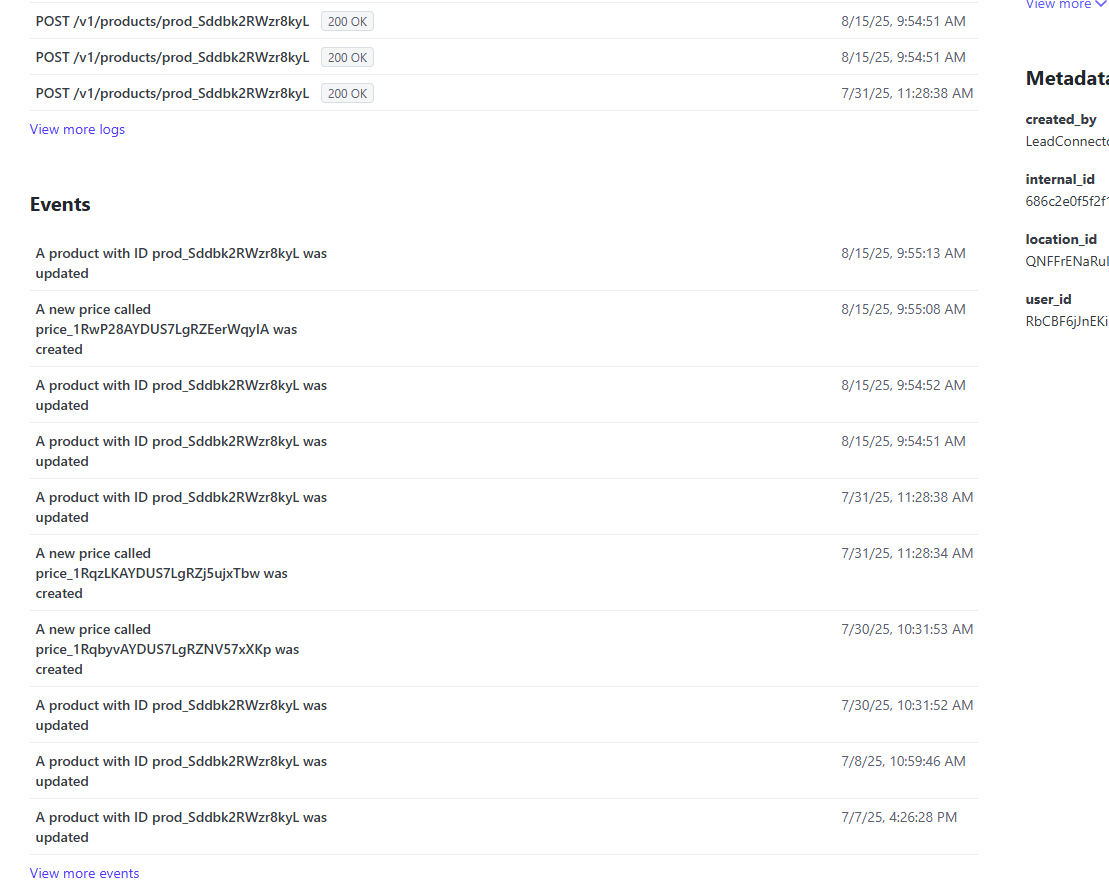 POST /v1/products/prod_Sddbk2RWzr8kyL 200 OK 8/15/25, 9:54:51 AM
POST /v1/products/prod_Sddbk2RWzr8kyL 200 OK 8/15/25, 9:54:51 AM
POST /v1/products/prod_Sddbk2RWzr8kyL 200 OK 7/31/25, 11:28:38 AM
View more logs
Events
A product with ID prod_Sddbk2RWzr8kyL was 8/15/25, 9:55:13 AM
updated
A new price called 8/15/25, 9:55:08 AM
price_1RwP28AYDUS7LgRZEerWqyIA was
created
A product with ID prod_Sddbk2RWzr8kyL was 8/15/25, 9:54:52 AM
updated
A product with ID prod_Sddbk2RWzr8kyL was 8/15/25, 9:54:51 AM
updated
A product with ID prod_Sddbk2RWzr8kyL was 7/31/25, 11:28:38 AM
updated
A new price called 7/31/25, 11:28:34 AM
price_1RqzLKAYDUS7LgRZj5ujxTbw was
created
A new price called 7/30/25, 10:31:53 AM
price_1RqbyvAYDUS7LgRZNV57xXKp was
created
A product with ID prod_Sddbk2RWzr8kyL was 7/30/25, 10:31:52 AM
updated
A product with ID prod_Sddbk2RWzr8kyL was 7/8/25, 10:59:46 AM
updated
A product with ID prod_Sddbk2RWzr8kyL was 7/7/25, 4:26:28 PM
updated
View more events
View more
Metadata
created_by
LeadConnecto
internal_id
686c2e0f5f2f1
location_id
QNFFrENaRuI
user_id
RbCBF6jJnEKi